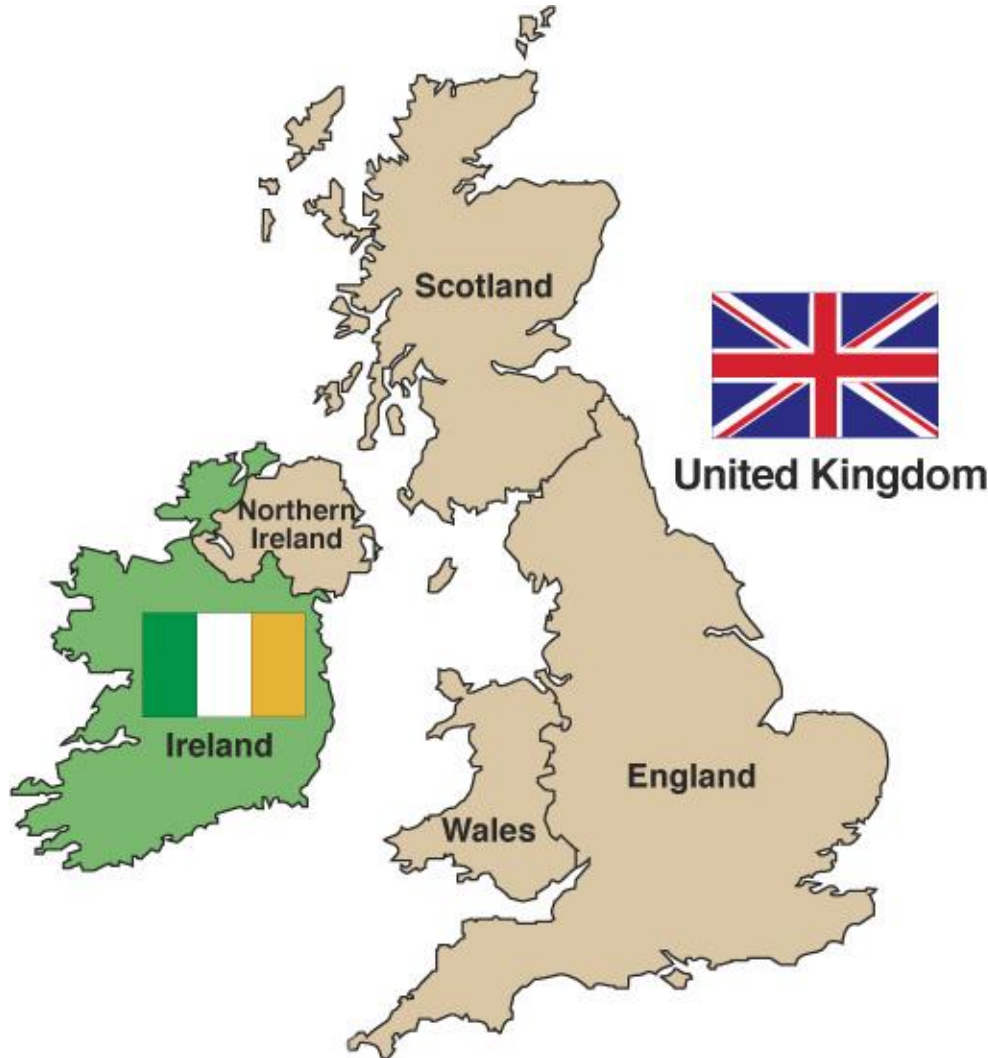 Scotland
United Kingdom
Northern
Ireland
Ireland
England
Wales